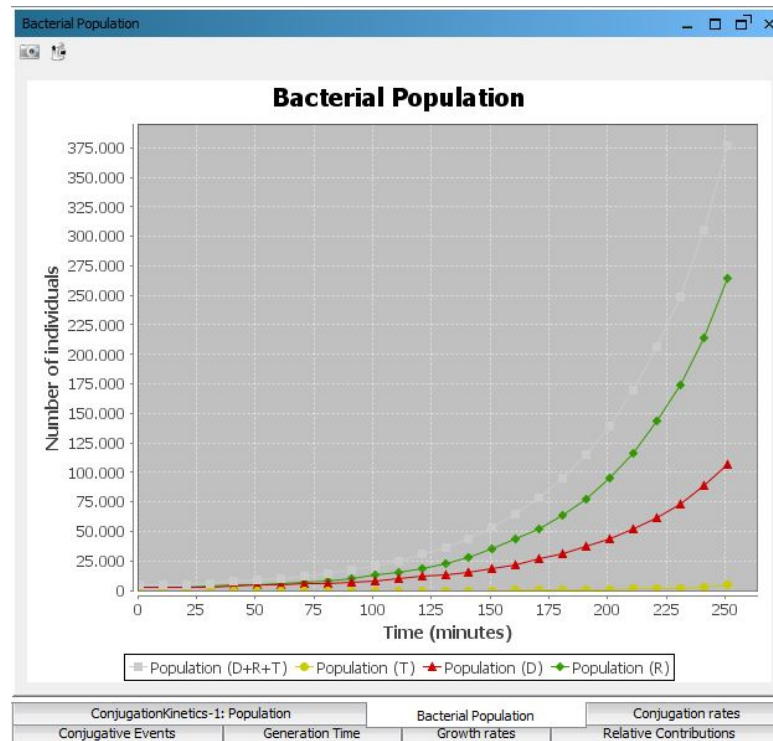 Bacterial Population
Bacterial Population
375.000
350.000
325.000
300.000
275.000
250.000
225.000
200.000
175.000
150.000
125.000
100.000
75.000
50.000
25.000
0
Number of individuals
0 25 50 75 100 125 150 175 200 225 250
Time (minutes)
Population (D+R+T) Population (T) Population (D) Population (R)
ConjugationKinetics-1: Population Bacterial Population Conjugation rates
Conjugative Events Generation Time Growth rates Relative Contributions